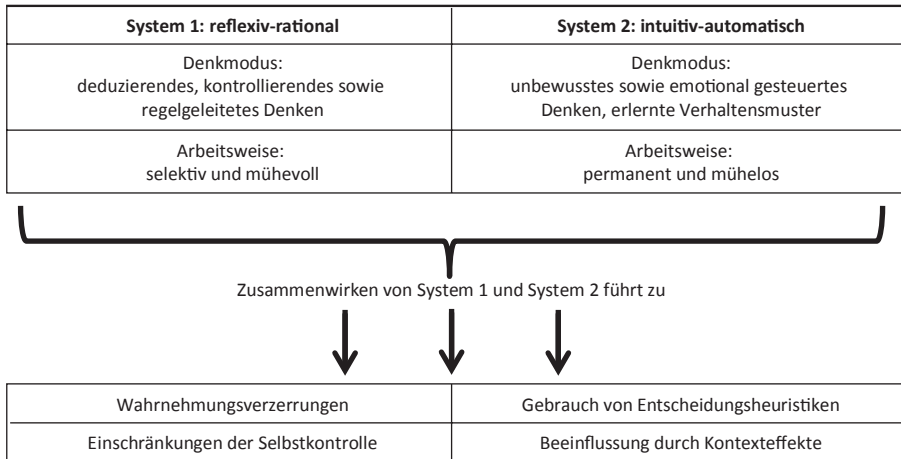 System 1: reflexiv-rational
System 2: intuitiv-automatisch
Denkmodus:
deduzierendes, kontrollierendes sowie
regelgeleitetes Denken
Denkmodus:
unbewusstes sowie emotional gesteuertes
Denken, erlernte Verhaltensmuster
Arbeitsweise:
selektiv und mühevoll
Arbeitsweise:
permanent und mühelos
Zusammenwirken von System 1 und System 2 führt zu
Wahrnehmungsverzerrungen
Gebrauch von Entscheidungsheuristiken
Einschränkungen der Selbstkontrolle
Beeinflussung durch Kontexteffekte